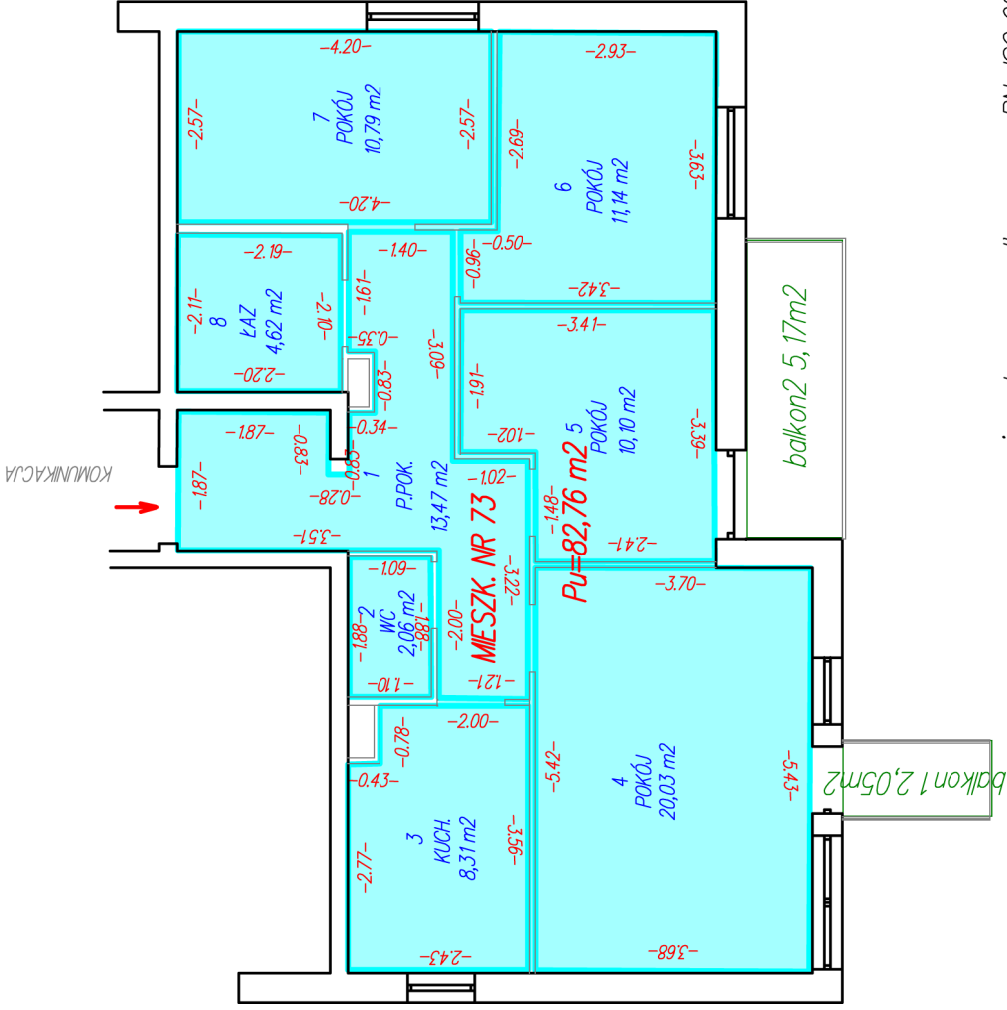 -4.20-
-2.57-
7
POKÓJ
10,79 m2
-2.57-
-4.20-
-2.93-
-2.69-
6
POKÓJ
11,14 m2
-3.63-
-0.50-
-0.96-
-3.42-
-2.19-
-2.11-
8
ŁAZ
4,62 m2
-2.10-
-2.20-
-1.40-
-1.61-
-0.35-
-0.83-
-0.34-
-3.09-
-3.41-
-1.91-
-1.02-
5
POKÓJ
10,10 m2
-3.39-
-1.48-
-2.41-
balkon2 5,17m2
KOMUNIKACJA
-1.87-
-1.87-
-0.83-
-0.85-
-0.28-
-3.51-
1
P.POK.
13,47 m2
-1.02-
-3.22-
-2.00-
-1.21-
MIESZK. NR 73
Pu=82,76 m2
-1.09-
-1.88-
2
WC
2,06 m2
-1.88-
-1.10-
-2.00-
-0.78-
-0.43-
-2.77-
3
KUCH.
8,31 m2
-3.56-
-2.43-
-3.70-
-5.42-
4
POKÓJ
20,03 m2
-5.43-
-3.68-
balkon1 2,05m2